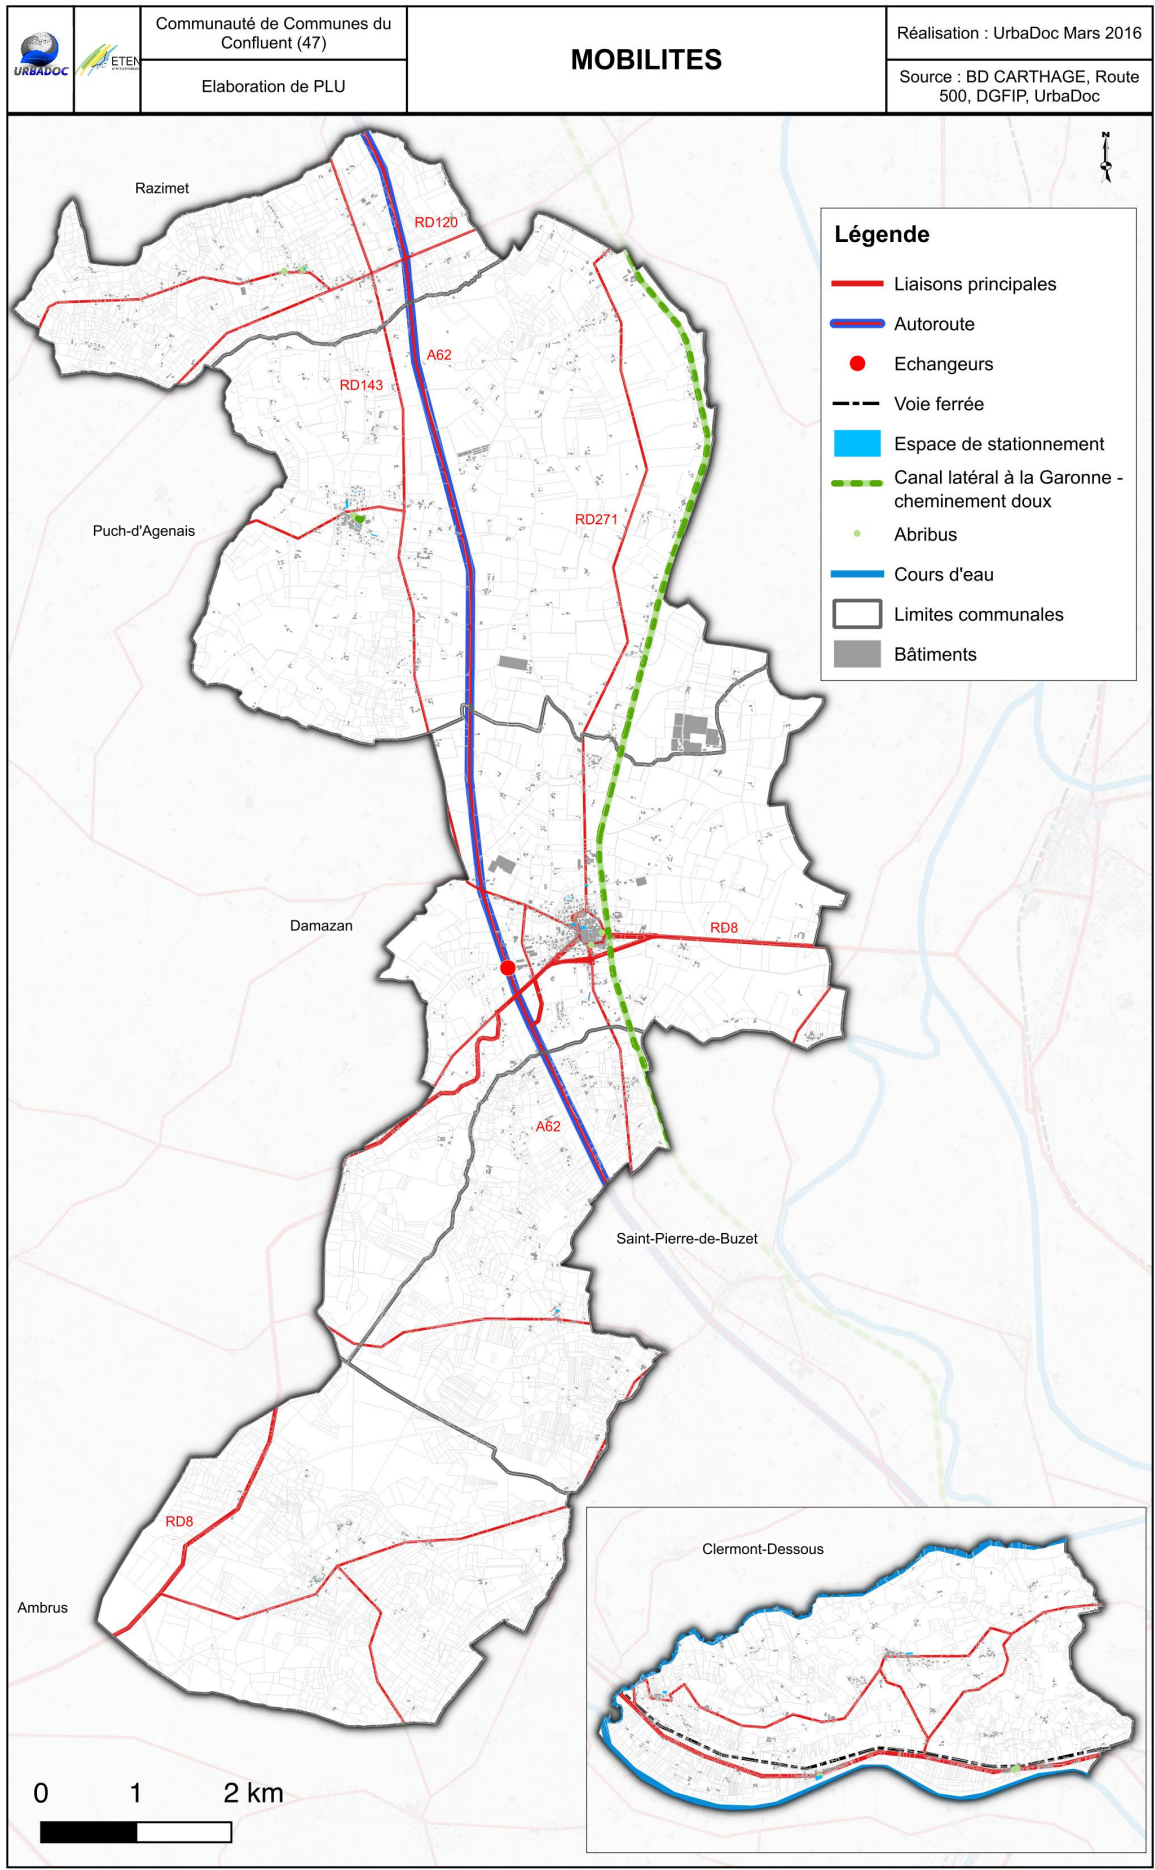 URBADOC
ETEN
Communauté de Communes du
Confluent (47)
Elaboration de PLU
MOBILITES
Réalisation : UrbaDoc Mars 2016
Source : BD CARTHAGE, Route
500, DGFIP, UrbaDoc
N
Razimet
RD120
Légende
Liaisons principales
Autoroute
Echangeurs
Voie ferrée
Espace de stationnement
Canal latéral à la Garonne -
cheminement doux
Abribus
Cours d'eau
Limites communales
Bâtiments
A62
RD143
RD271
Puch-d'Agenais
Damazan
RD8
A62
Saint-Pierre-de-Buzet
RD8
Ambrus
Clermont-Dessous
0 1 2 km